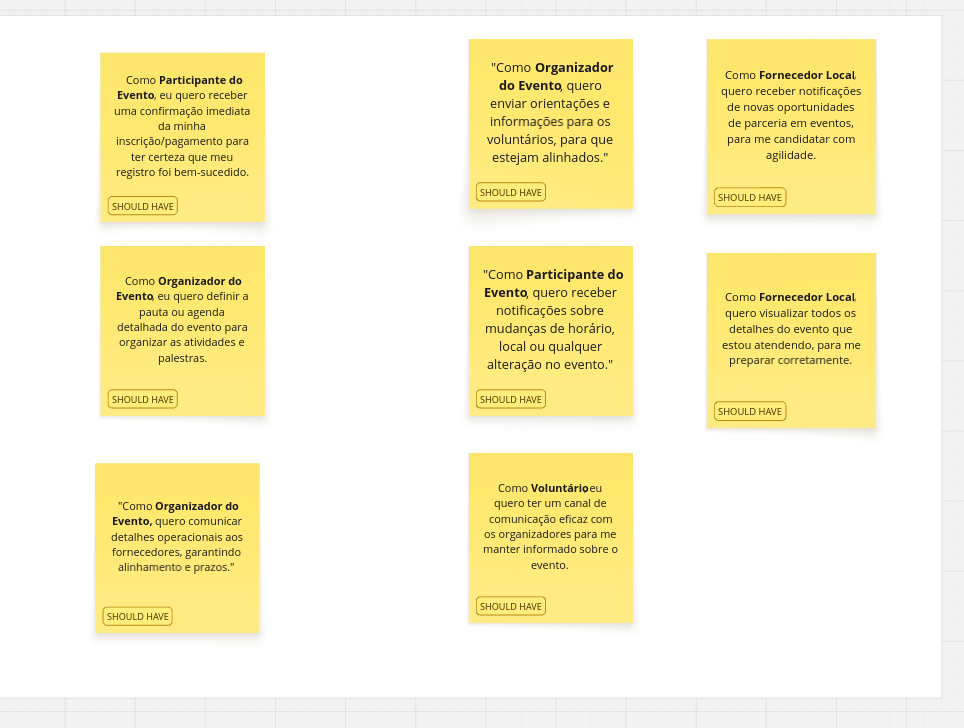 Como Participante do
Evento, eu quero receber
uma confirmação imediata
da minha
inscrição/pagamento para
ter certeza que meu
registro foi bem-sucedido.
SHOULD HAVE
"Como Organizador
do Evento, quero
enviar orientações e
informações para os
voluntários, para que
estejam alinhados."
SHOULD HAVE
Como Fornecedor Local,
quero receber notificações
de novas oportunidades
de parceria em eventos,
para me candidatar com
agilidade.
SHOULD HAVE
Como Organizador do
Evento, eu quero definir a
pauta ou agenda
detalhada do evento para
organizar as atividades e
palestras.
SHOULD HAVE
"Como Participante do
Evento, quero receber
notificações sobre
mudanças de horário,
local ou qualquer
alteração no evento."
SHOULD HAVE
Como Fornecedor Local,
quero visualizar todos os
detalhes do evento que
estou atendendo, para me
preparar corretamente.
SHOULD HAVE
"Como Organizador do
Evento, quero comunicar
detalhes operacionais aos
fornecedores, garantindo
alinhamento e prazos."
SHOULD HAVE
Como Voluntário, eu
quero ter um canal de
comunicação eficaz com
os organizadores para me
manter informado sobre o
evento.
SHOULD HAVE